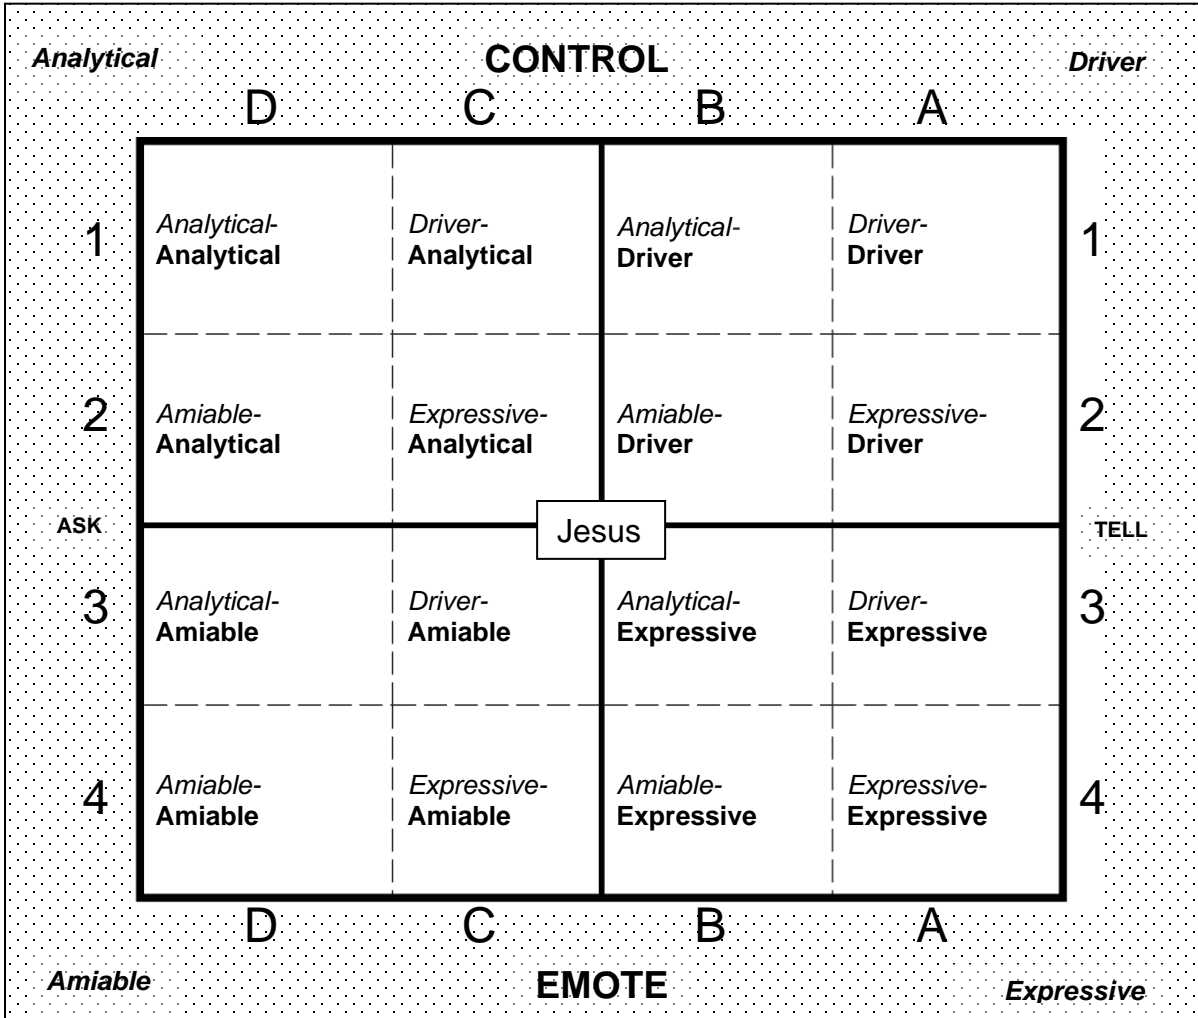 Analytical CONTROL Driver
D C B A
1 Analytical- Driver- Analytical- Driver- 1
Analytical Analytical Driver Driver
2 Amiable- Expressive- Amiable- Expressive- 2
Analytical Analytical Driver Driver
ASK Jesus TELL
3 Analytical- Driver- Analytical- Driver- 3
Amiable Amiable Expressive Expressive
4 Amiable- Expressive- Amiable- Expressive- 4
Amiable Amiable Expressive Expressive
D C B A
Amiable EMOTE Expressive